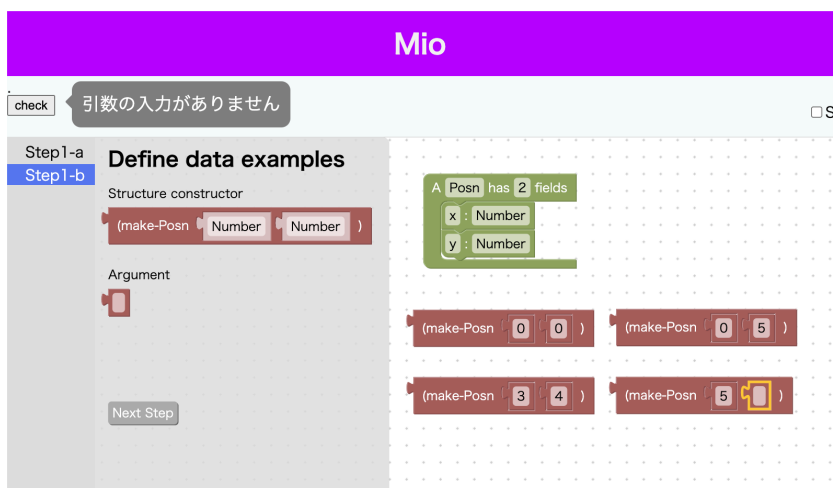 Mio
check
引数の入力がありません
S
Step1-a
Step1-b
Define data examples
Structure constructor
(make-Posn Number Number )
Argument
Next Step
A Posn has 2 fields
x : Number
y : Number
(make-Posn 0 0 )
(make-Posn 0 5 )
(make-Posn 3 4 )
(make-Posn 5 )